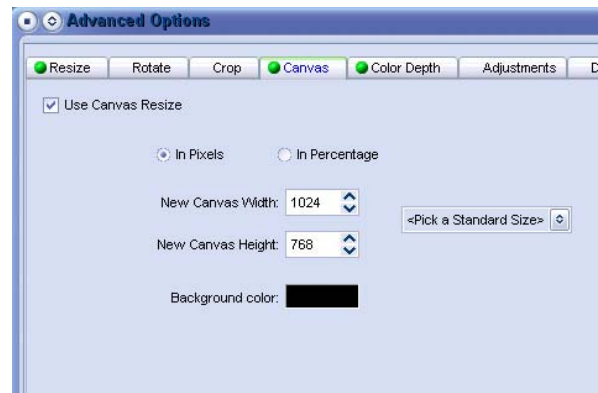 Advanced Options
Resize Rotate Crop Canvas Color Depth Adjustments D
Use Canvas Resize
In Pixels In Percentage
New Canvas Width: 1024
<Pick a Standard Size>
New Canvas Height: 768
Background color: